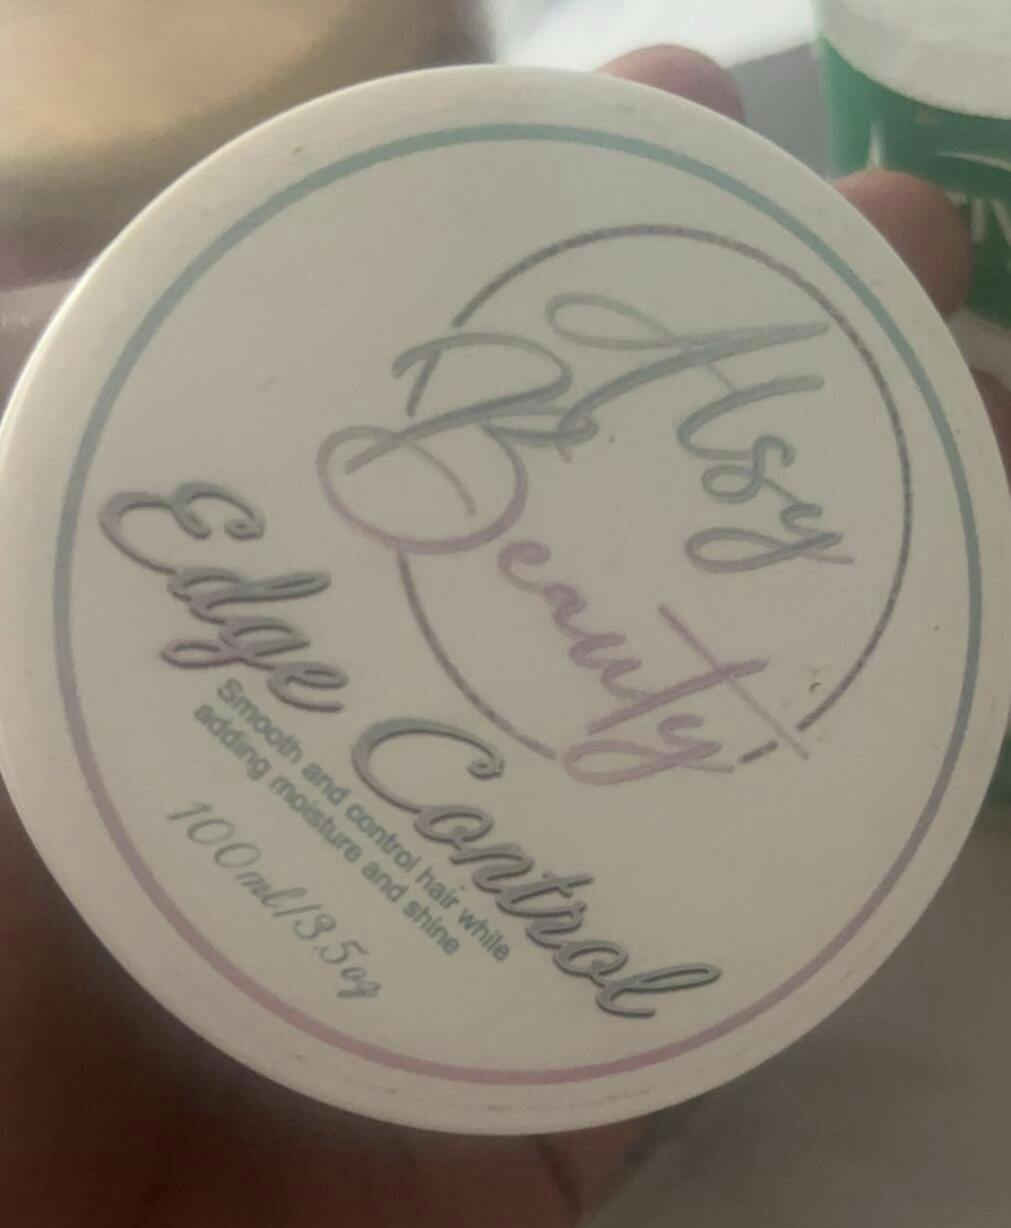 Beauty
Edge Control
Smooth and control hair while
adding moisture and shine
100ml/3.5oz